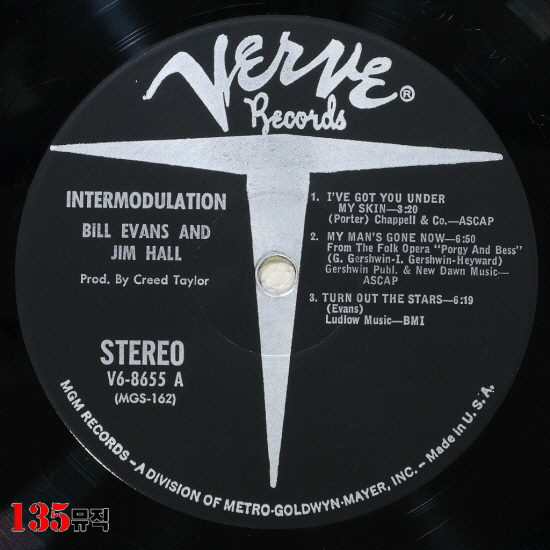 VERVE®
Records
INTERMODULATION
BILL EVANS AND
JIM HALL
Prod. By Creed Taylor
STEREO
V6-8655 A
(MGS-162)
1. I'VE GOT YOU UNDER
MY SKIN—3:20
(Porter) Chappell & Co.—ASCAP
2. MY MAN'S GONE NOW—6:50
From The Folk Opera "Porgy And Bess"
(G. Gershwin-I. Gershwin-Heyward)
Gershwin Publ. & New Dawn Music—
ASCAP
3. TURN OUT THE STARS—6:19
(Evans)
Ludlow Music—BMI
MGM RECORDS – A DIVISION OF METRO-GOLDWYN-MAYER, INC. – Made in U. S. A.
135뮤직